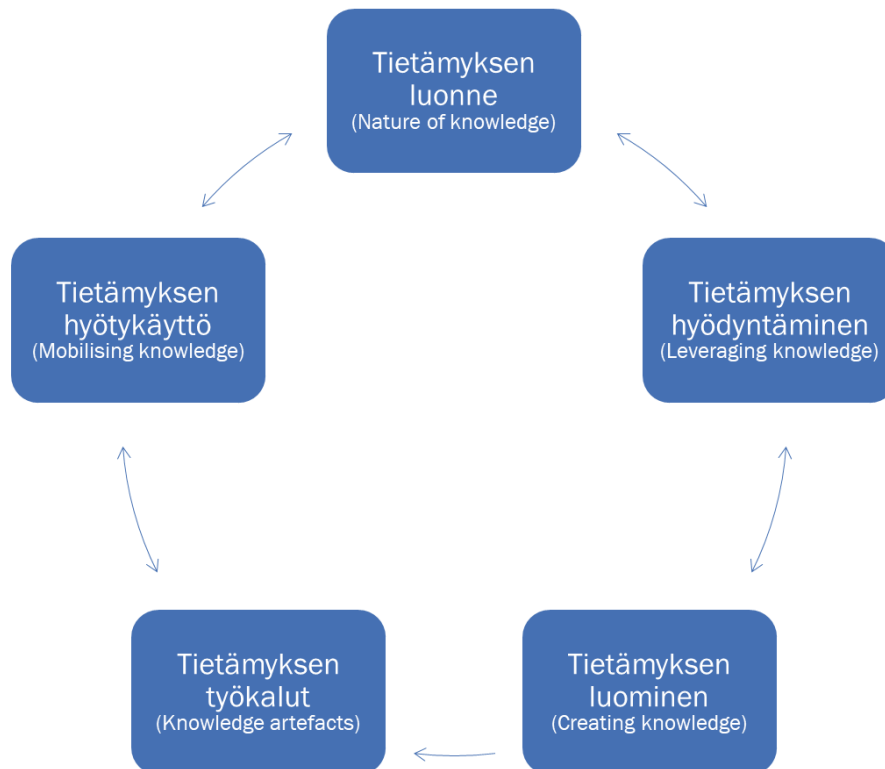 Tietämyksen
luonne
(Nature of knowledge)
Tietämyksen
hyötykäyttö
(Mobilising knowledge)
Tietämyksen
hyödyntäminen
(Leveraging knowledge)
Tietämyksen
työkalut
(Knowledge artefacts)
Tietämyksen
luominen
(Creating knowledge)